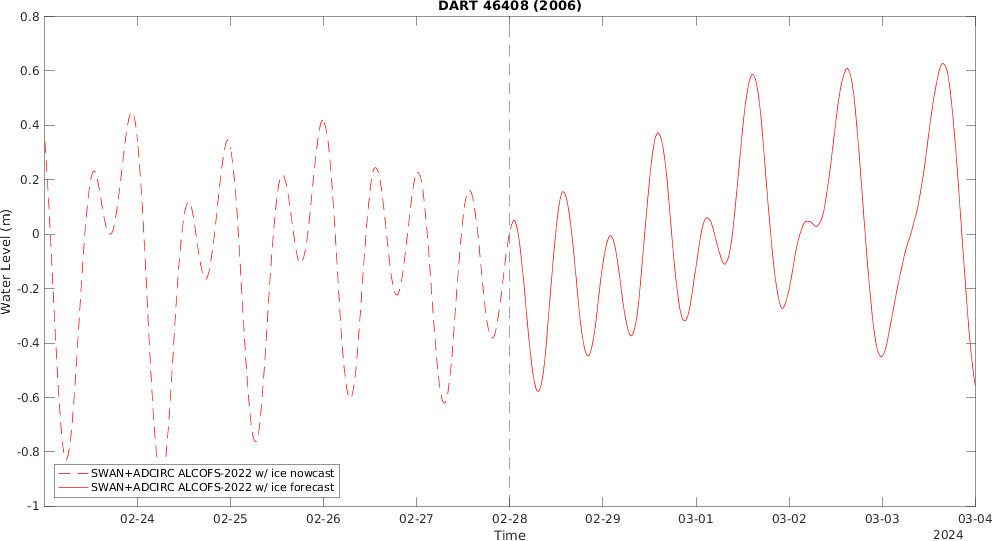 DART 46408 (2006)
0.8
0.6
0.4
0.2
0
-0.2
-0.4
-0.6
-0.8
-1
Water Level (m)
SWAN+ADCIRC ALCOFS-2022 w/ ice nowcast
SWAN+ADCIRC ALCOFS-2022 w/ ice forecast
02-24 02-25 02-26 02-27 02-28 02-29 03-01 03-02 03-03 03-04
Time
2024